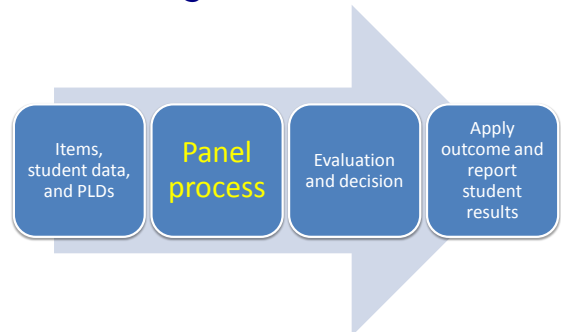 Items,
student data,
and PLDs
Panel
process
Evaluation
and decision
Apply
outcome and
report
student
results